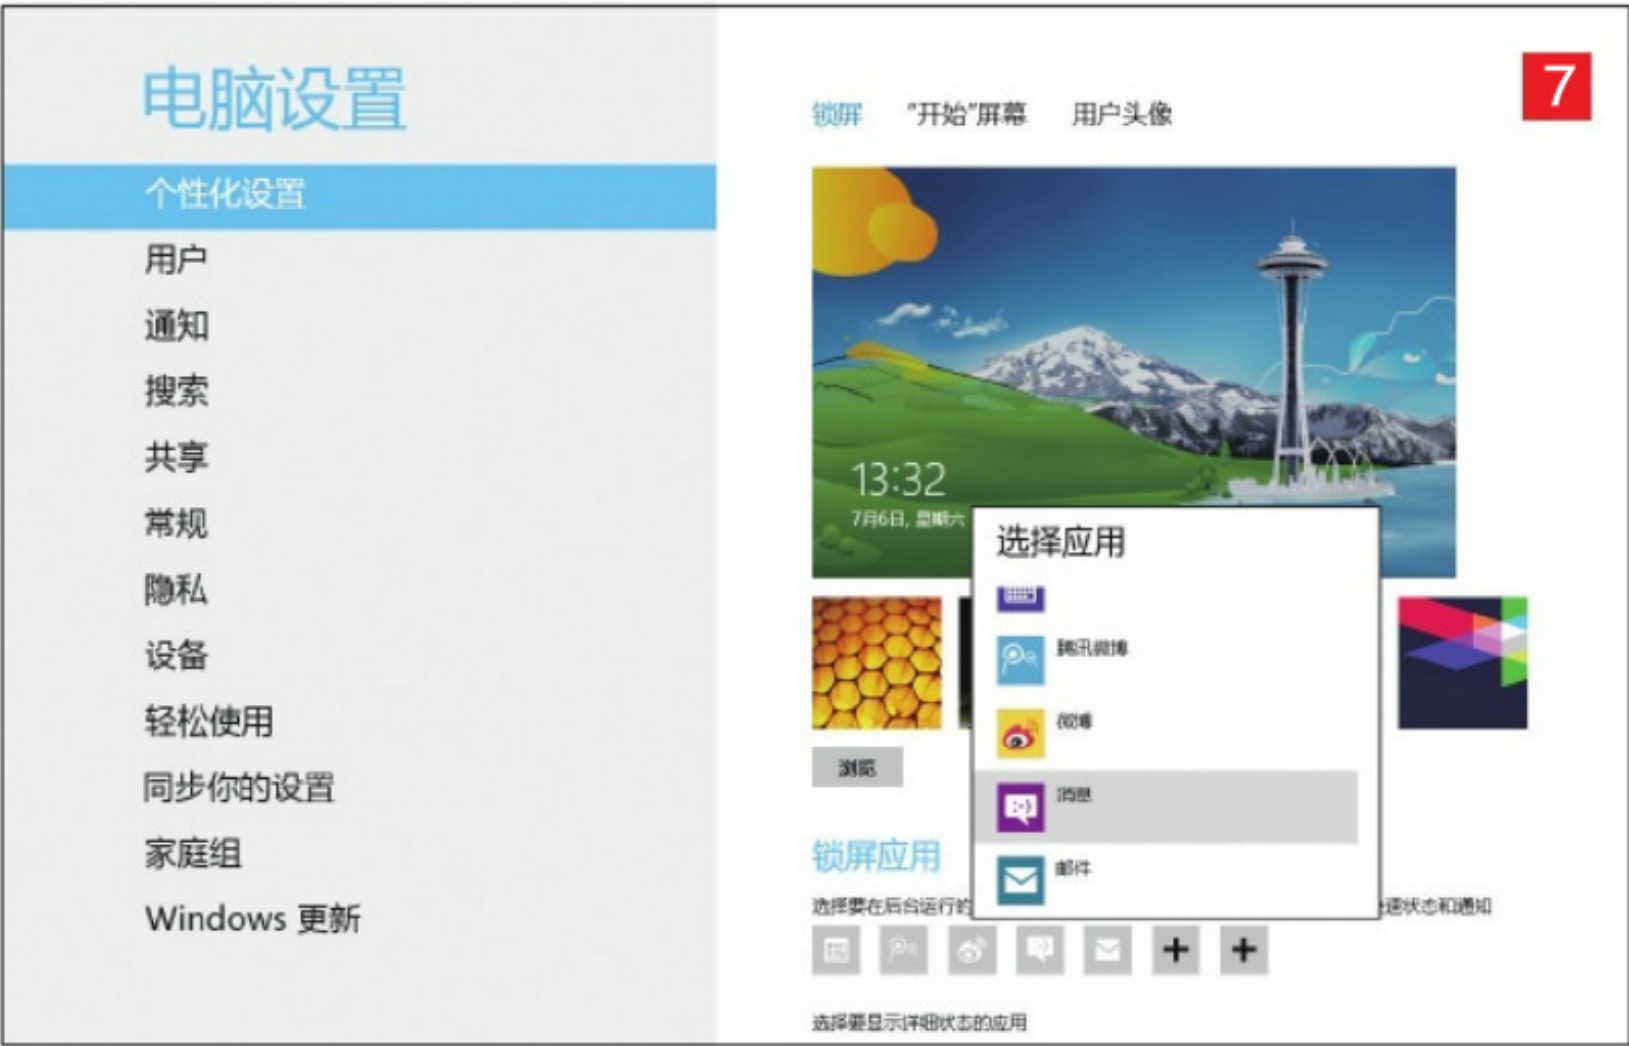 电脑设置
个性化设置
用户
通知
搜索
共享
常规
隐私
设备
轻松使用
同步你的设置
家庭组
Windows 更新
7
锁屏 “开始”屏幕 用户头像
13:32
7月6日, 星期六
选择应用
腾讯微博
微博
消息
邮件
浏览
锁屏应用
选择要在后台运行的
速状态和通知
选择要显示详细状态的应用